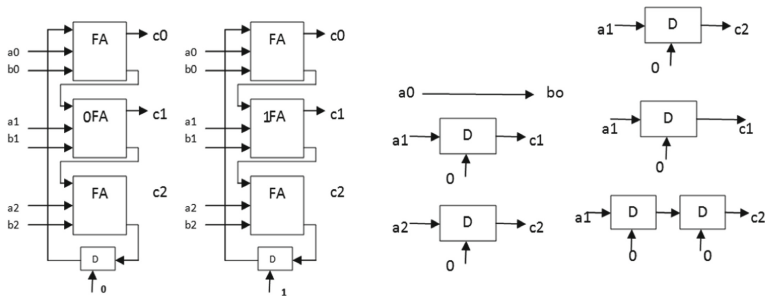 FA c0
a0
b0
0FA c1
a1
b1
FA c2
a2
b2
D
0
FA c0
a0
b0
1FA c1
a1
b1
FA c2
a2
b2
D
1
a0 bo
a1 D c1
0
a2 D c2
0
a1 D c2
0
a1 D c1
0
a1 D D c2
0 0